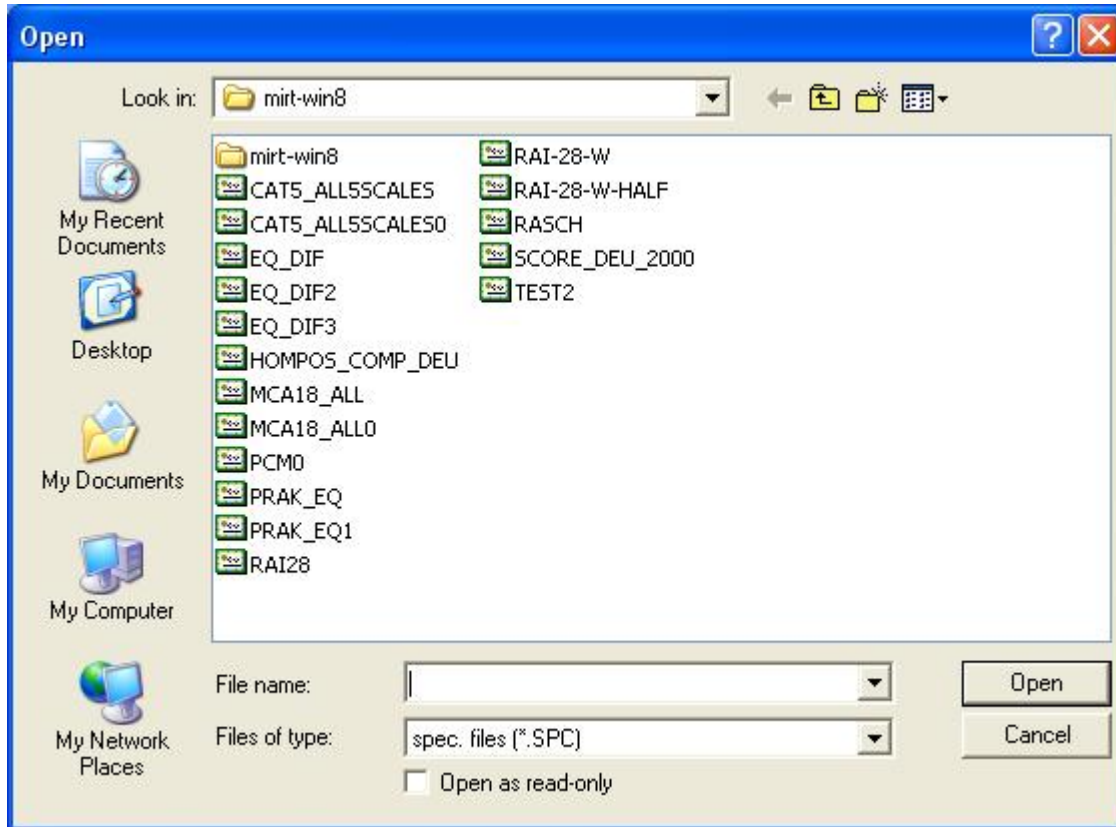 Open
Look in:
mirt-win8
My Recent
Documents
Desktop
My Documents
My Computer
My Network
Places
mirt-win8
CAT5_ALL5SCALES
CAT5_ALL5SCALES0
EQ_DIF
EQ_DIF2
EQ_DIF3
HOMPOS_COMP_DEU
MCA18_ALL
MCA18_ALL0
PCM0
PRAK_EQ
PRAK_EQ1
RAI28
RAI-28-W
RAI-28-W-HALF
RASCH
SCORE_DEU_2000
TEST2
File name:
Open
Files of type:
spec. files (*.SPC)
Cancel
Open as read-only